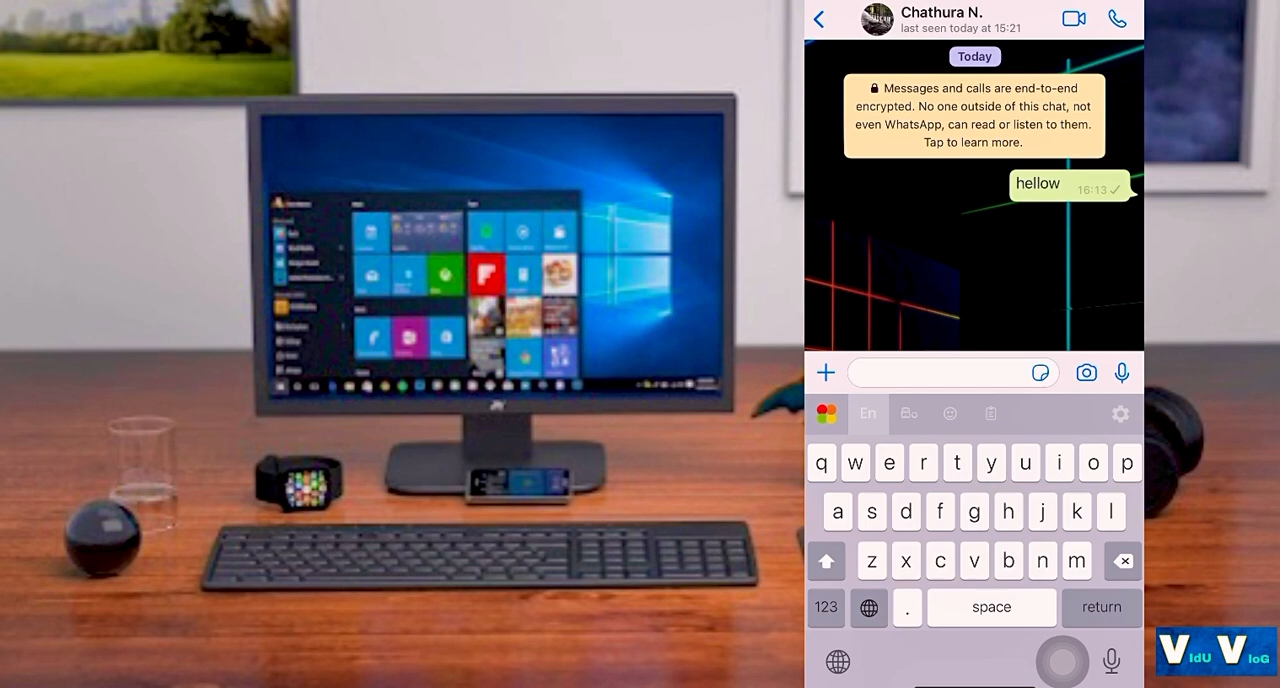 Chathura N.
last seen today at 15:21
Today
Messages and calls are end-to-end
encrypted. No one outside of this chat, not
even WhatsApp, can read or listen to them.
Tap to learn more.
hellow
16:13
En
q w e r t y u i o p
a s d f g h j k l
z x c v b n m
123 . space return
VIdU VloG